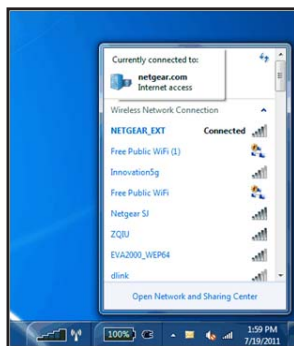 Currently connected to:
netgear.com
Internet access
Wireless Network Connection
NETGEAR_EXT Connected
Free Public WiFi (1)
Innovation5g
Free Public WiFi
Netgear SJ
ZQIU
EVA2000_WEP64
dlink
Open Network and Sharing Center
100%
1:59 PM
7/19/2011